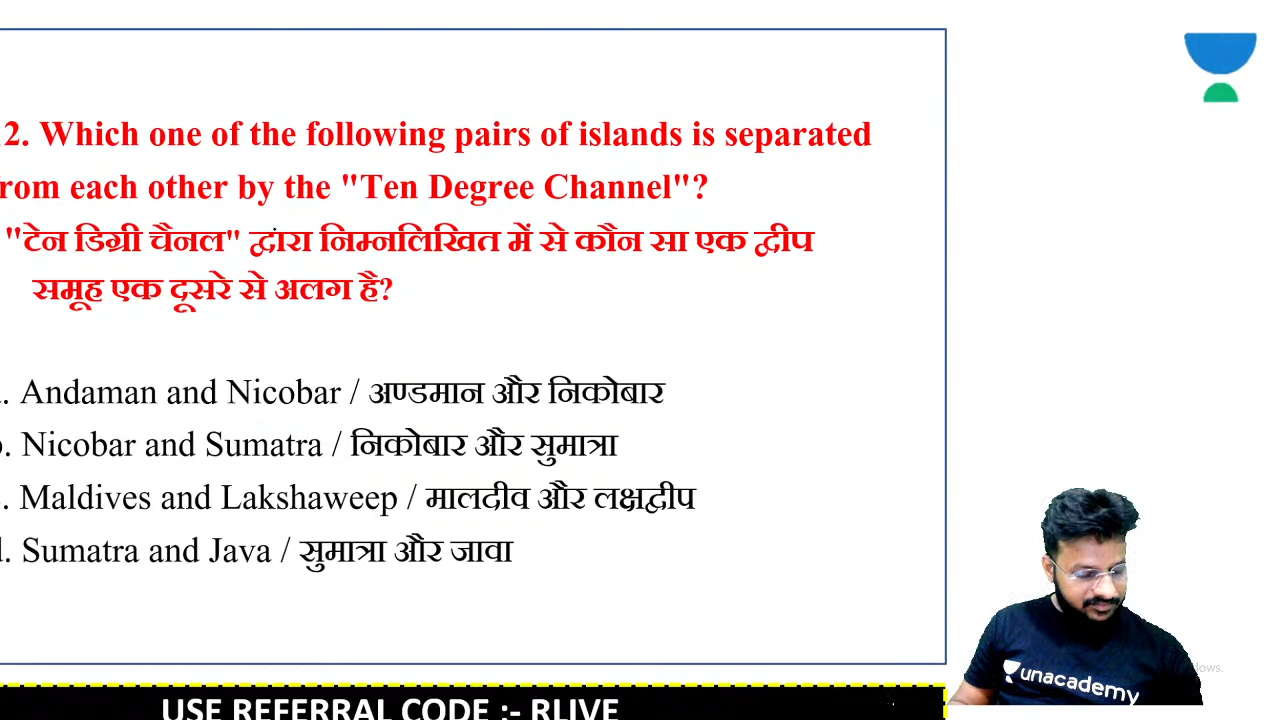 2. Which one of the following pairs of islands is separated
rom each other by the "Ten Degree Channel"?
"टेन डिग्री चैनल" द्वारा निम्नलिखित में से कौन सा एक द्वीप
समूह एक दूसरे से अलग है?
. Andaman and Nicobar / अण्डमान और निकोबार
. Nicobar and Sumatra / निकोबार और सुमात्रा
. Maldives and Lakshaweep / मालदीव और लक्षद्वीप
. Sumatra and Java / सुमात्रा और जावा
unacademy
dows.
USE REFERRAL CODE :- RLIVE